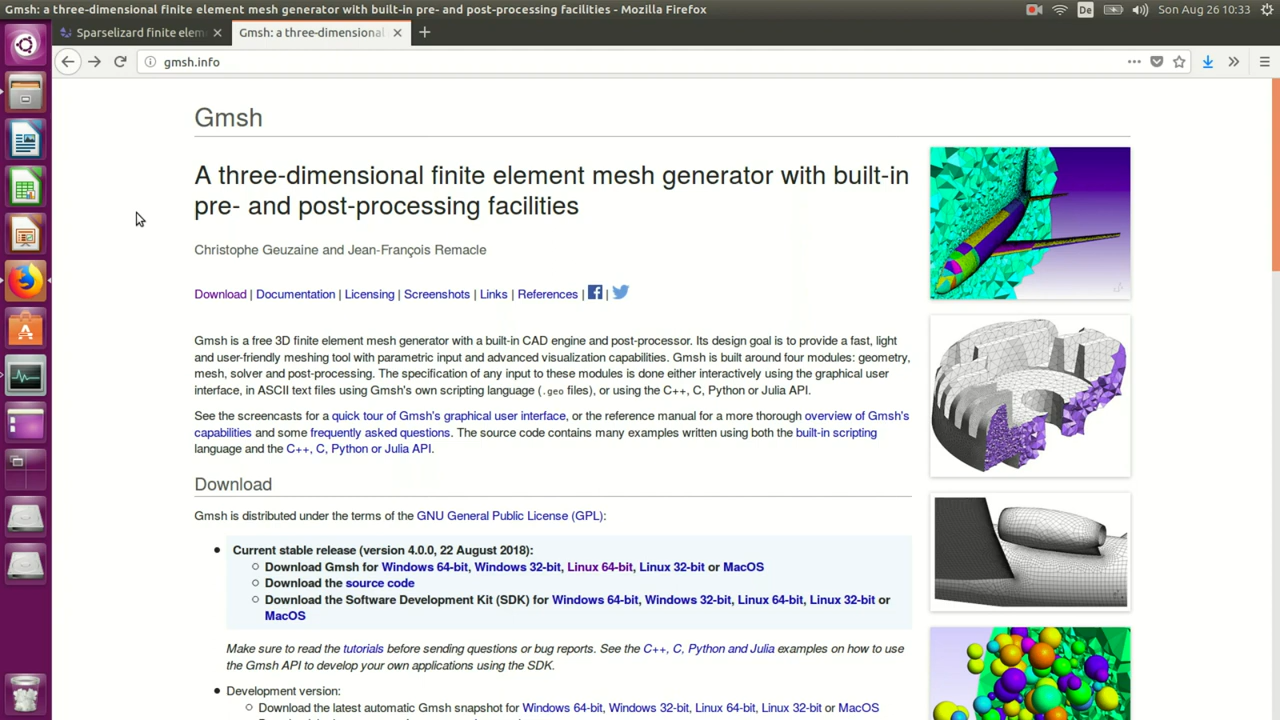 Gmsh: a three-dimensional finite element mesh generator with built-in pre- and post-processing facilities - Mozilla Firefox
De
Sun Aug 26 10:33
Sparselizard finite elem
Gmsh: a three-dimensional
gmsh.info
Gmsh
A three-dimensional finite element mesh generator with built-in
pre- and post-processing facilities
Christophe Geuzaine and Jean-François Remacle
Download | Documentation | Licensing | Screenshots | Links | References | |
Gmsh is a free 3D finite element mesh generator with a built-in CAD engine and post-processor. Its design goal is to provide a fast, light
and user-friendly meshing tool with parametric input and advanced visualization capabilities. Gmsh is built around four modules: geometry,
mesh, solver and post-processing. The specification of any input to these modules is done either interactively using the graphical user
interface, in ASCII text files using Gmsh's own scripting language (.geo files), or using the C++, C, Python or Julia API.
See the screencasts for a quick tour of Gmsh's graphical user interface, or the reference manual for a more thorough overview of Gmsh's
capabilities and some frequently asked questions. The source code contains many examples written using both the built-in scripting
language and the C++, C, Python or Julia API.
Download
Gmsh is distributed under the terms of the GNU General Public License (GPL):
Current stable release (version 4.0.0, 22 August 2018):
Download Gmsh for Windows 64-bit, Windows 32-bit, Linux 64-bit, Linux 32-bit or MacOS
Download the source code
Download the Software Development Kit (SDK) for Windows 64-bit, Windows 32-bit, Linux 64-bit, Linux 32-bit or
MacOS
Make sure to read the tutorials before sending questions or bug reports. See the C++, C, Python and Julia examples on how to use
the Gmsh API to develop your own applications using the SDK.
Development version:
Download the latest automatic Gmsh snapshot for Windows 64-bit, Windows 32-bit, Linux 64-bit, Linux 32-bit or MacOS